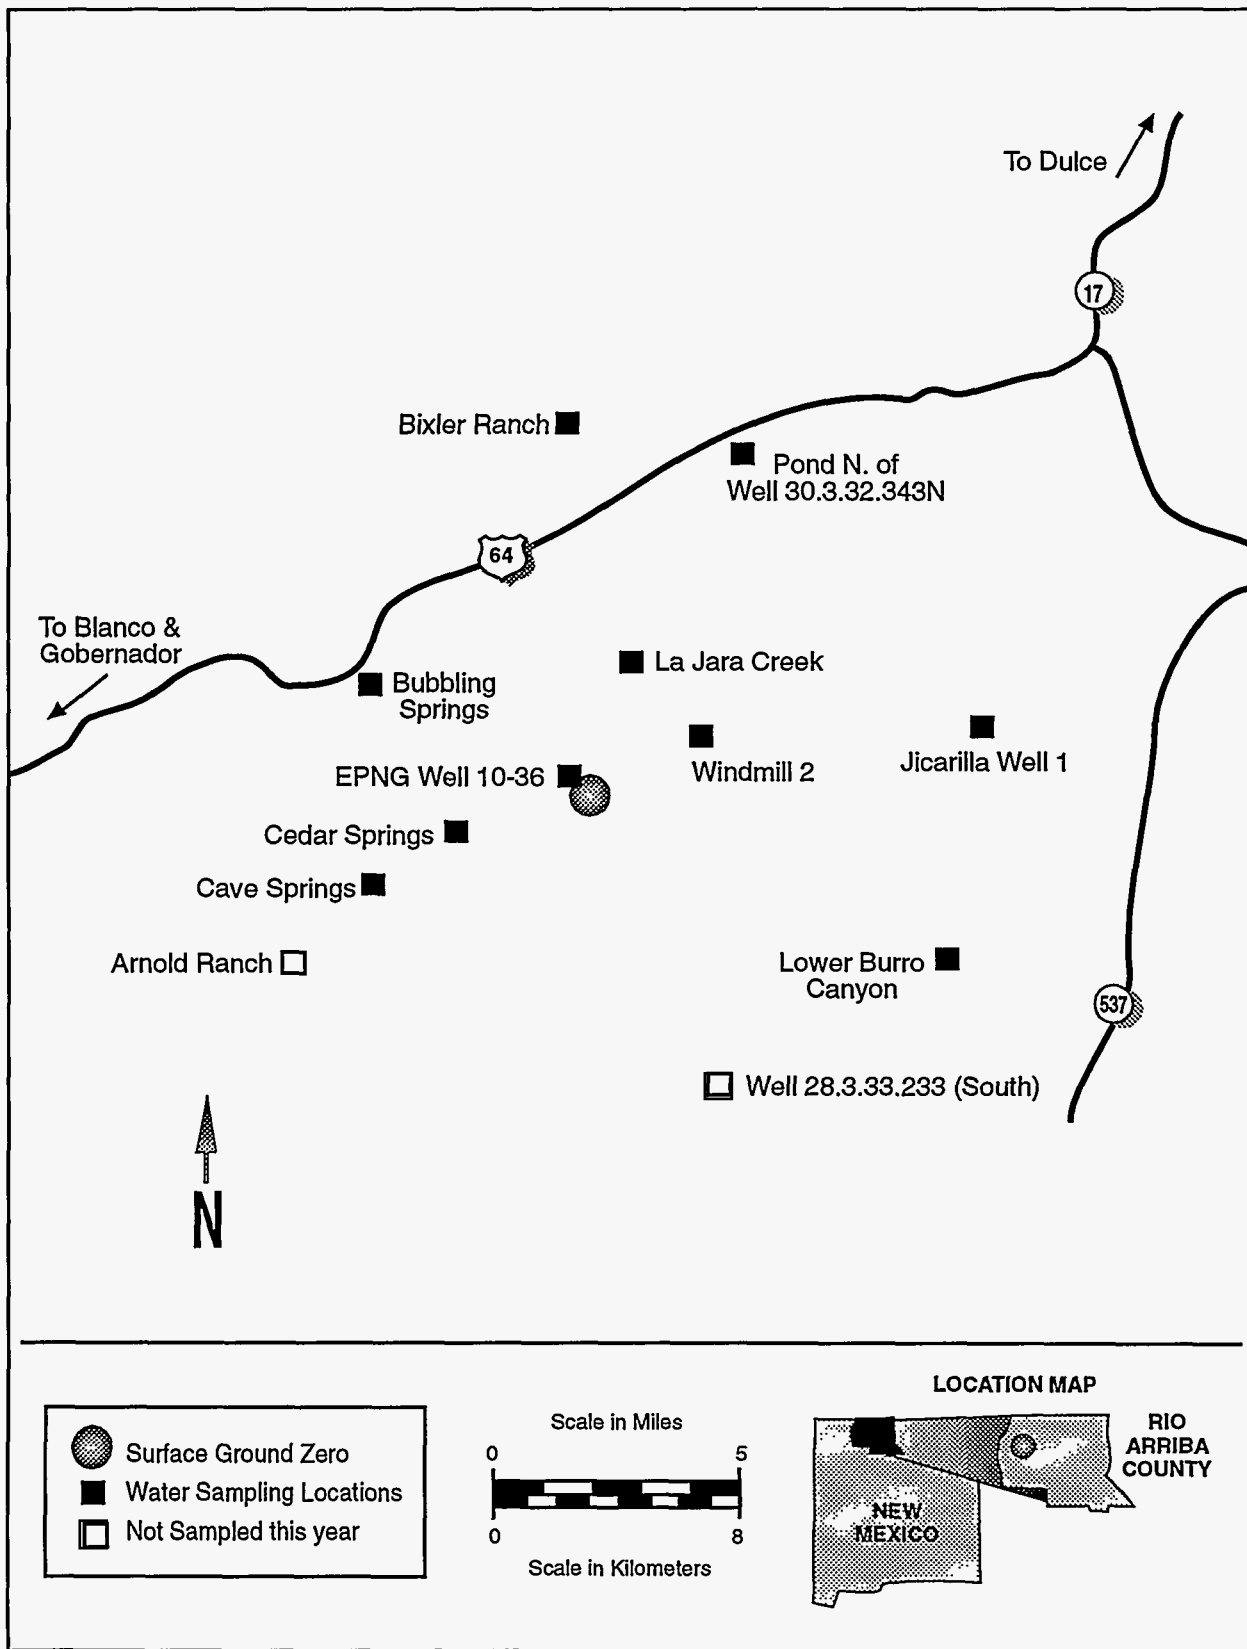 To Dulce
17
Bixler Ranch
Pond N. of
Well 30.3.32.343N
64
To Blanco &
Gobernador
La Jara Creek
Bubbling
Springs
Windmill 2
Jicarilla Well 1
EPNG Well 10-36
Cedar Springs
Cave Springs
Arnold Ranch
Lower Burro
Canyon
537
Well 28.3.33.233 (South)
N
Surface Ground Zero
Water Sampling Locations
Not Sampled this year
Scale in Miles
0 5
0 8
Scale in Kilometers
LOCATION MAP
RIO
ARRIBA
COUNTY
NEW
MEXICO